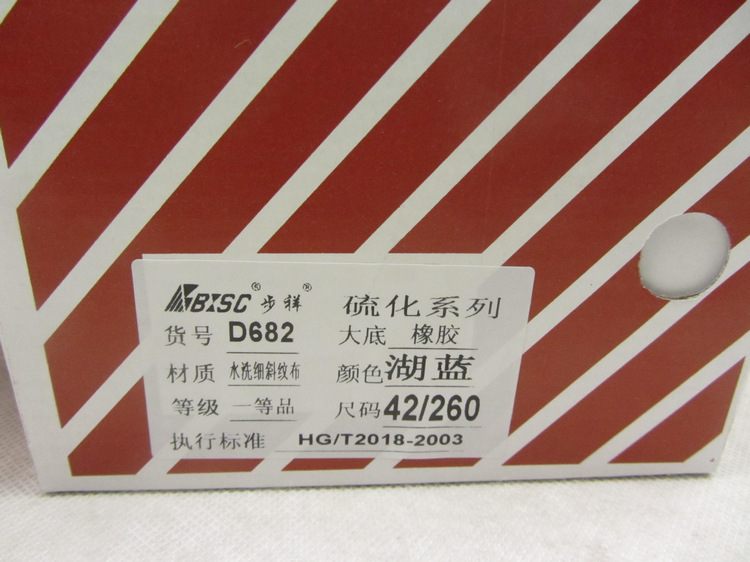 BISC® 步祥® 硫化系列
货号 D682 大底 橡胶
材质 水洗细斜纹布 颜色 湖蓝
等级 一等品 尺码 42/260
执行标准 HG/T2018-2003